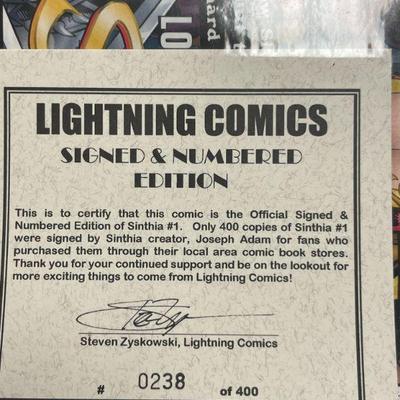 01
LIGHTNING COMICS
SIGNED & NUMBERED
EDITION
This is to certify that this comic is the Official Signed &
Numbered Edition of Sinthia #1. Only 400 copies of Sinthia #1
were signed by Sinthia creator, Joseph Adam for fans who
purchased them through their local area comic book stores.
Thank you for your continued support and be on the lookout for
more exciting things to come from Lightning Comics!
Steven Zyskowski, Lightning Comics
# 0238 of 400